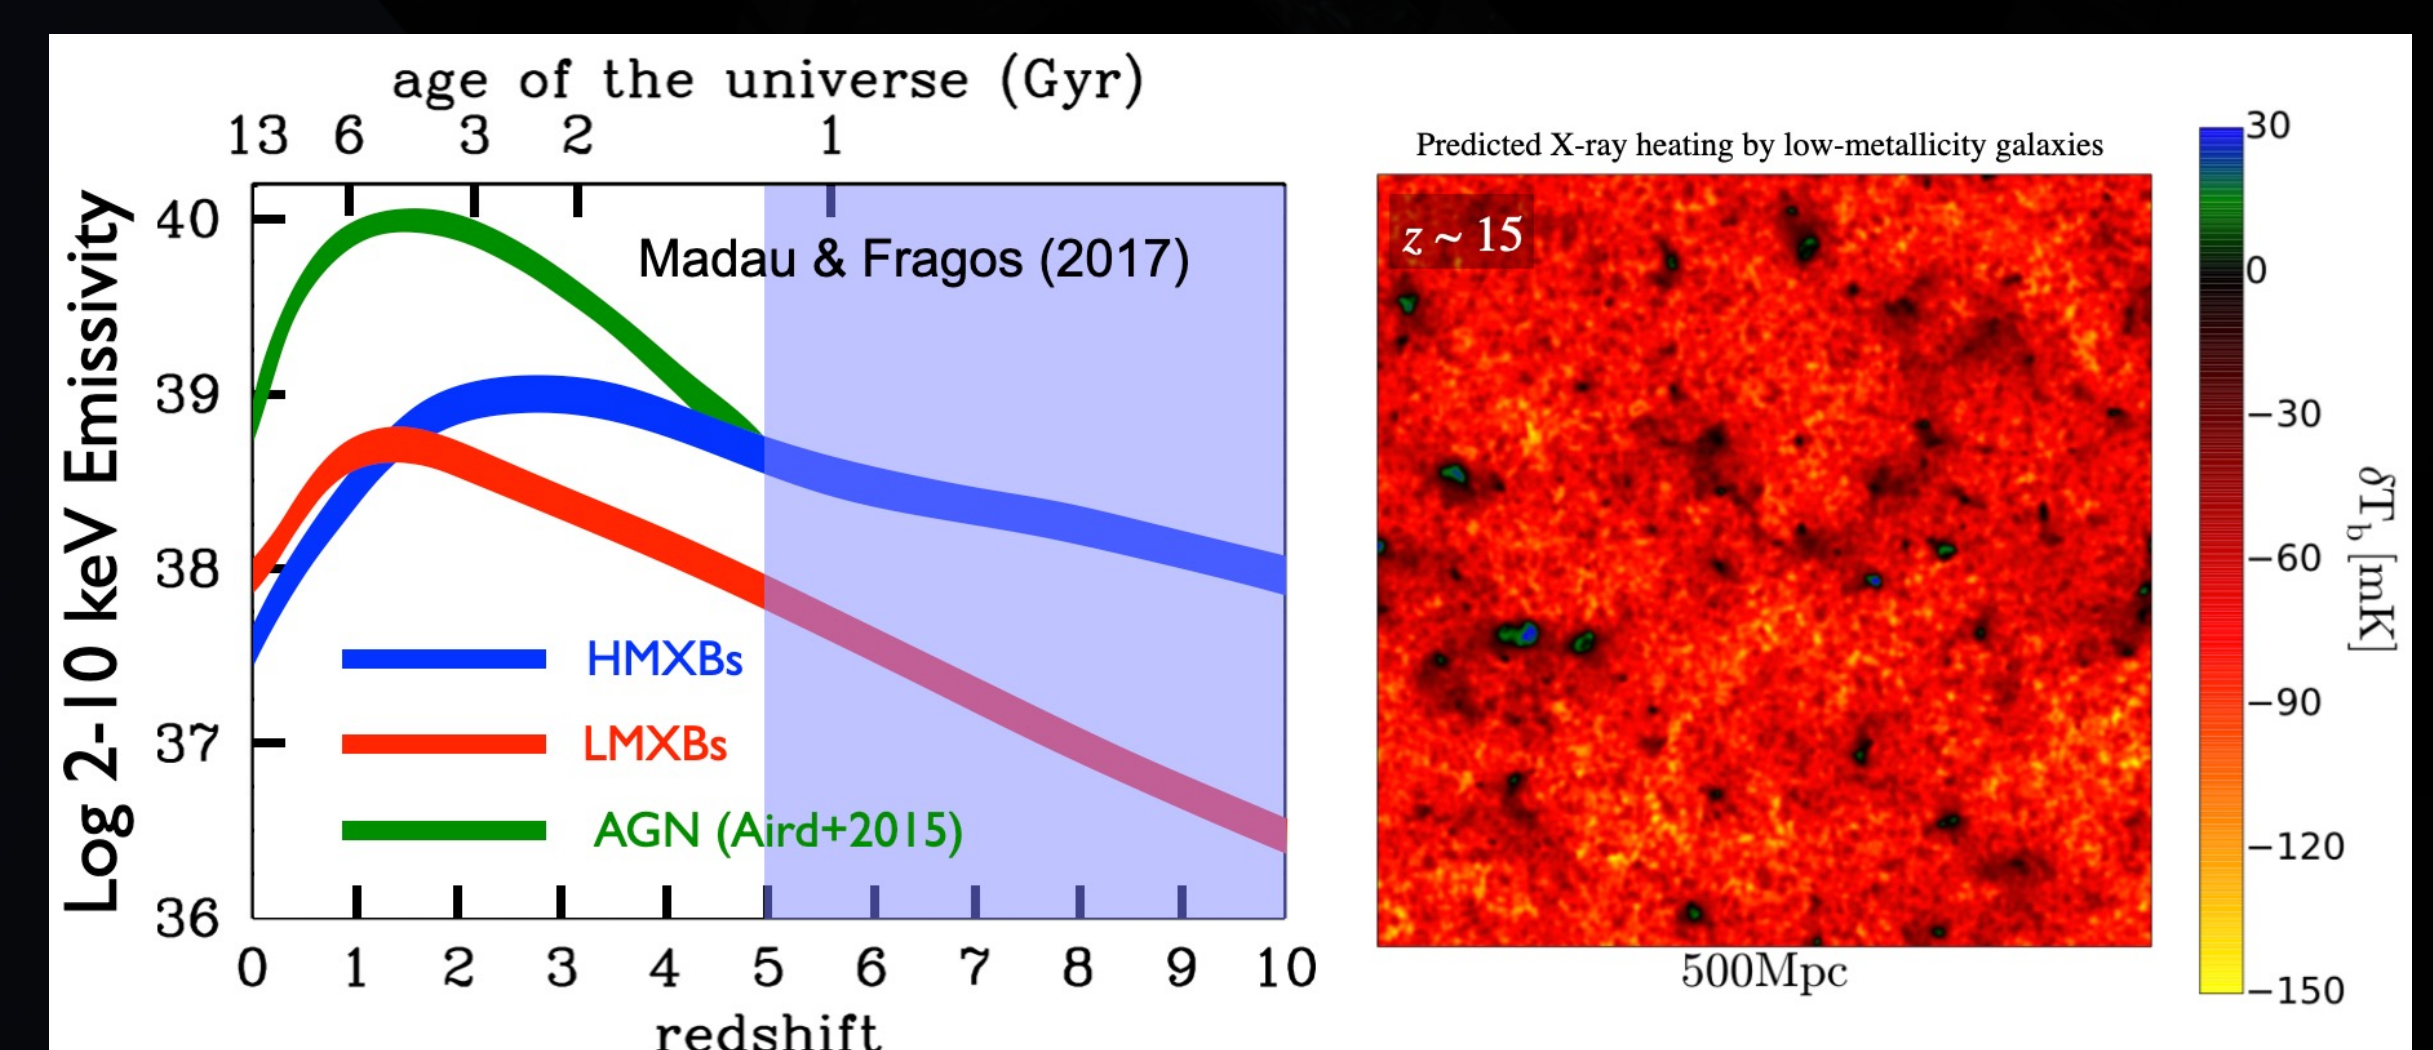 age of the universe (Gyr)
13 6 3 2 1
Log 2-10 keV Emissivity
40
39
38
37
36
Madau & Fragos (2017)
HMXBs
LMXBs
AGN (Aird+2015)
0 1 2 3 4 5 6 7 8 9 10
redshift
Predicted X-ray heating by low-metallicity galaxies
z ~ 15
500Mpc
30
0
−30
−60
−90
−120
−150
δT_b [mK]